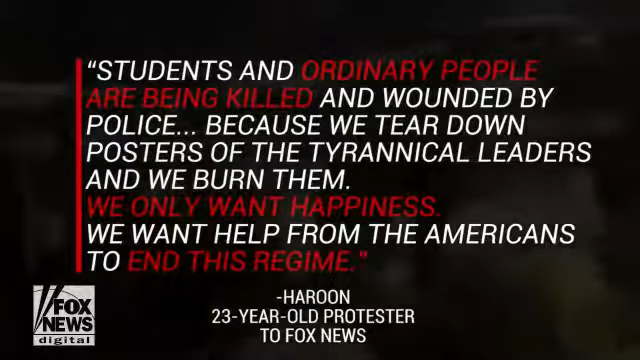 “STUDENTS AND ORDINARY PEOPLE
ARE BEING KILLED AND WOUNDED BY
POLICE... BECAUSE WE TEAR DOWN
POSTERS OF THE TYRANNICAL LEADERS
AND WE BURN THEM.
WE ONLY WANT HAPPINESS.
WE WANT HELP FROM THE AMERICANS
TO END THIS REGIME.”
-HAROON
23-YEAR-OLD PROTESTER
TO FOX NEWS
FOX
NEWS
digital